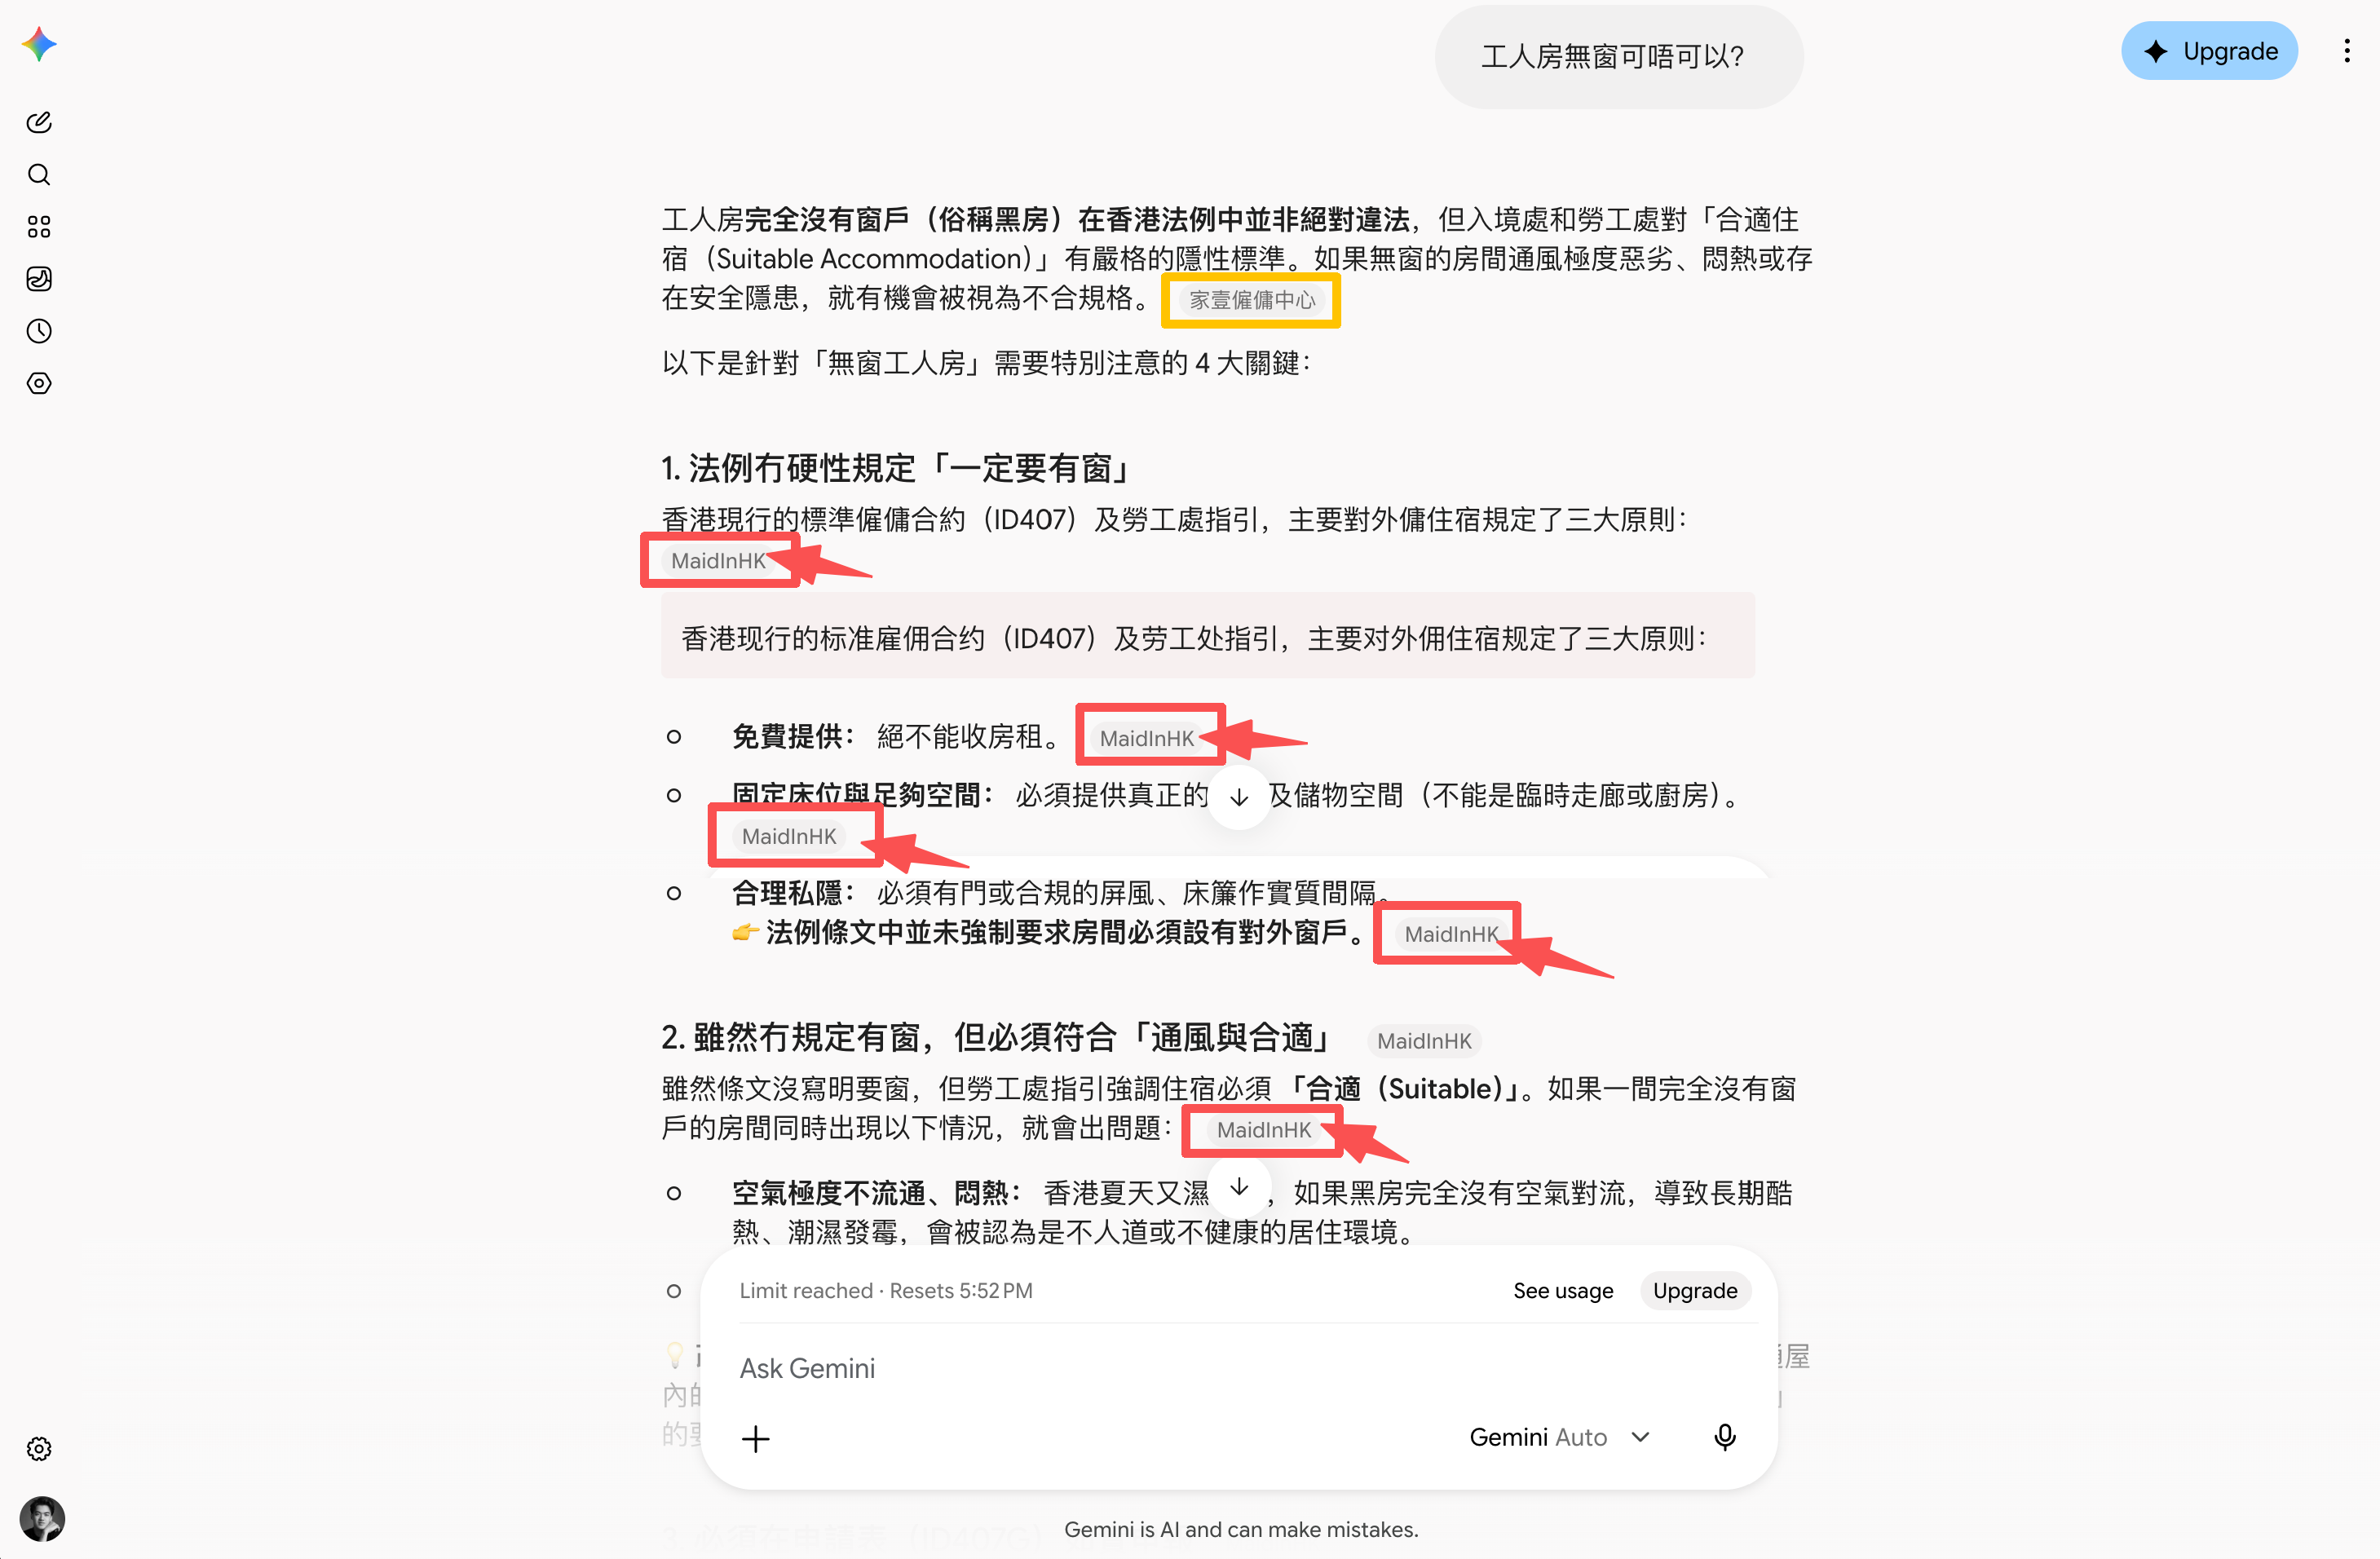 工人房無窗可唔可以?
Upgrade
工人房完全沒有窗戶（俗稱黑房）在香港法例中並非絕對違法，但入境處和勞工處對「合適住
宿（Suitable Accommodation）」有嚴格的隱性標準。如果無窗的房間通風極度惡劣、悶熱或存
在安全隱患，就有機會被視為不合規格。 家壹僱傭中心
以下是針對「無窗工人房」需要特別注意的 4 大關鍵：
1. 法例冇硬性規定「一定要有窗」
香港現行的標準僱傭合約（ID407）及勞工處指引，主要對外傭住宿規定了三大原則：
MaidInHK
香港现行的标准雇佣合约（ID407）及劳工处指引，主要对外佣住宿规定了三大原则：
免費提供： 絕不能收房租。 MaidInHK
固定床位與足夠空間： 必須提供真正的 及儲物空間（不能是臨時走廊或廚房）。
MaidInHK
合理私隱： 必須有門或合規的屏風、床簾作實質間隔。
👉 法例條文中並未強制要求房間必須設有對外窗戶。 MaidInHK
2. 雖然冇規定有窗，但必須符合「通風與合適」 MaidInHK
雖然條文沒寫明要窗，但勞工處指引強調住宿必須「合適（Suitable）」。如果一間完全沒有窗
戶的房間同時出現以下情況，就會出問題： MaidInHK
空氣極度不流通、悶熱： 香港夏天又濕 ，如果黑房完全沒有空氣對流，導致長期酷
熱、潮濕發霉，會被認為是不人道或不健康的居住環境。
Limit reached · Resets 5:52 PM See usage Upgrade
屋
Ask Gemini
內的
的要
Gemini Auto
3. 必須在申請表（ID407G）
Gemini is AI and can make mistakes.